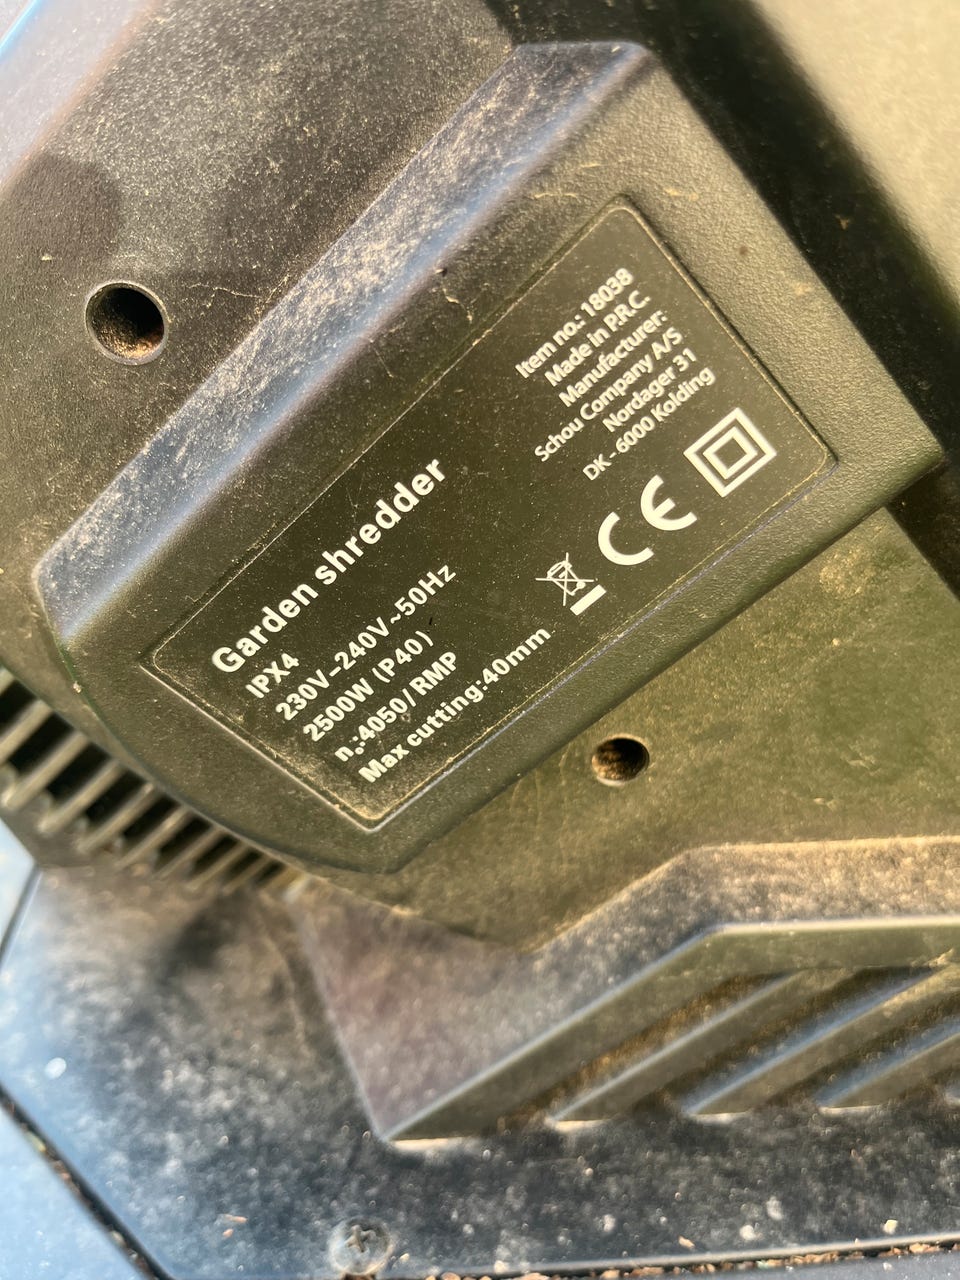 Garden shredder
IPX4
230V–240V~50Hz
2500W (P40)
n₀:4050/RMP
Max cutting:40mm
Item no.: 18038
Made in P.R.C.
Manufacturer:
Schou Company A/S
Nordager 31
DK - 6000 Kolding
CE